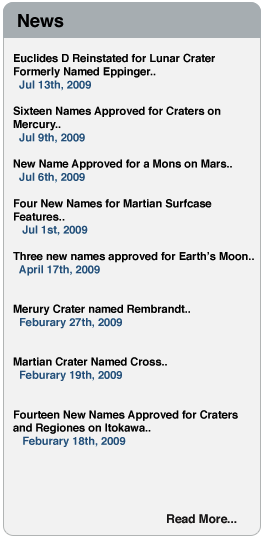 News
Euclides D Reinstated for Lunar Crater
Formerly Named Eppinger..
Jul 13th, 2009
Sixteen Names Approved for Craters on
Mercury..
Jul 9th, 2009
New Name Approved for a Mons on Mars..
Jul 6th, 2009
Four New Names for Martian Surfcase
Features..
Jul 1st, 2009
Three new names approved for Earth's Moon..
April 17th, 2009
Merury Crater named Rembrandt..
Feburary 27th, 2009
Martian Crater Named Cross..
Feburary 19th, 2009
Fourteen New Names Approved for Craters
and Regiones on Itokawa..
Feburary 18th, 2009
Read More...